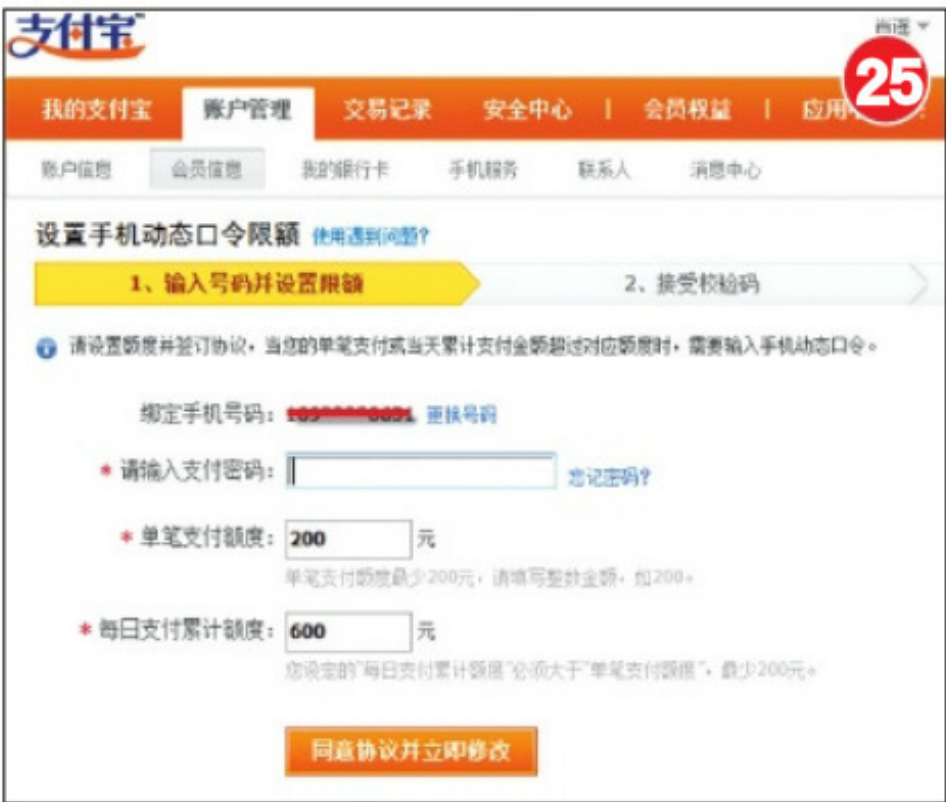 支付宝
肖遥
25
我的支付宝 账户管理 交易记录 安全中心 | 会员权益 | 应用
账户信息 会员信息 我的银行卡 手机服务 联系人 消息中心
设置手机动态口令限额 使用遇到问题?
1、输入号码并设置限额 2、接受校验码
请设置额度并签订协议,当您的单笔支付或当天累计支付金额超过对应额度时,需要输入手机动态口令。
绑定手机号码: 更换号码
* 请输入支付密码: 忘记密码?
* 单笔支付额度: 200 元
单笔支付额度最少200元,请填写整数金额,如200。
* 每日支付累计额度: 600 元
您设定的"每日支付累计额度"必须大于"单笔支付额度",最少200元。
同意协议并立即修改